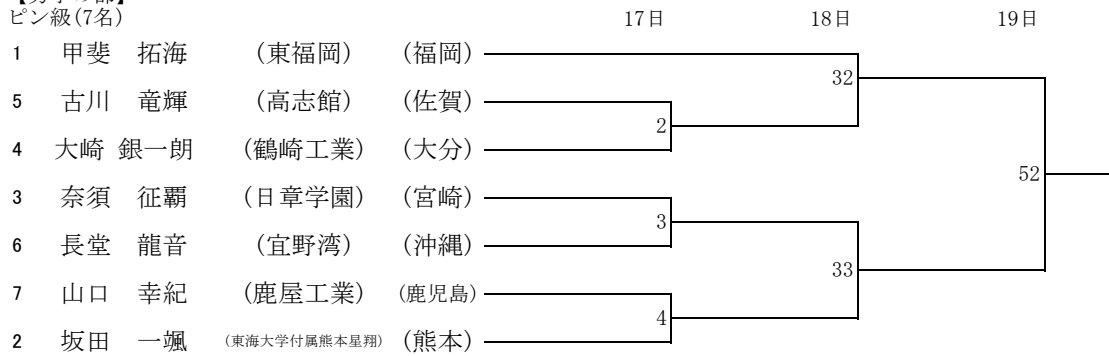 ピン級(7名) 17日 18日 19日
1 甲斐 拓海 (東福岡) (福岡)
32
5 古川 竜輝 (高志館) (佐賀)
2
4 大崎 銀一朗 (鶴崎工業) (大分)
52
3 奈須 征覇 (日章学園) (宮崎)
3
6 長堂 龍音 (宜野湾) (沖縄)
33
7 山口 幸紀 (鹿屋工業) (鹿児島)
4
2 坂田 一颯 (東海大学付属熊本星翔) (熊本)